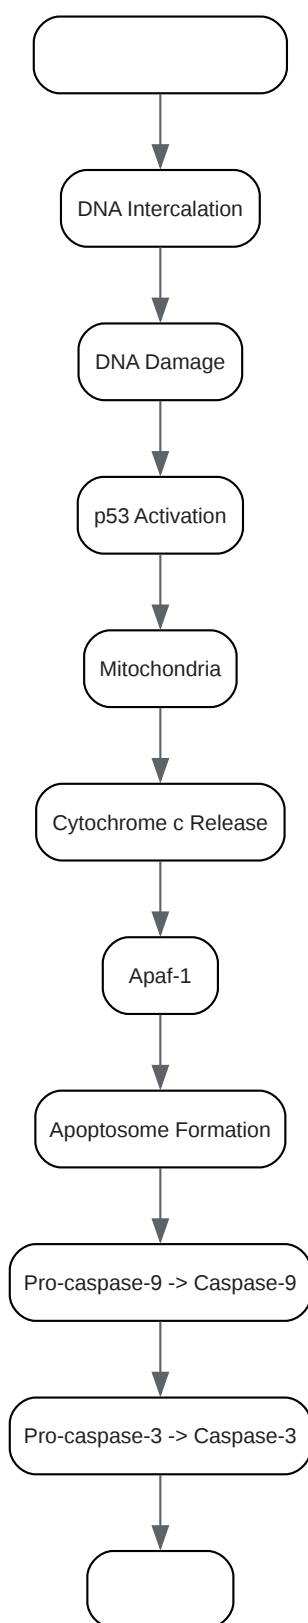 DNA Intercalation
DNA Damage
p53 Activation
Mitochondria
Cytochrome c Release
Apaf-1
Apoptosome Formation
Pro-caspase-9 -> Caspase-9
Pro-caspase-3 -> Caspase-3